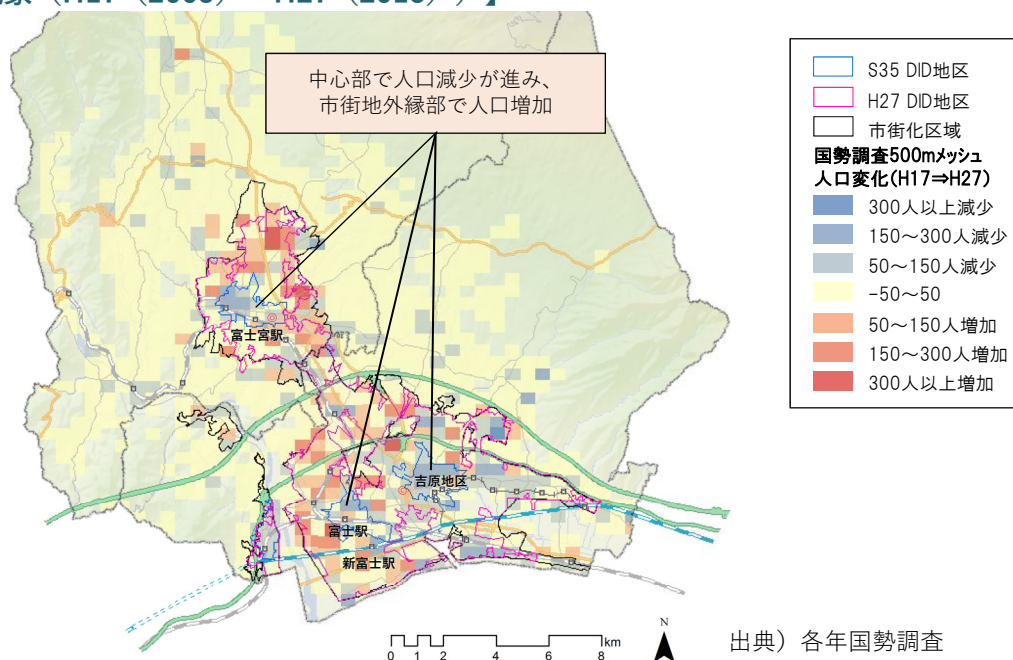 中心部で人口減少が進み、
市街地外縁部で人口増加
S35 DID地区
H27 DID地区
市街化区域
国勢調査500mメッシュ
人口変化(H17⇒H27)
300人以上減少
150～300人減少
50～150人減少
-50～50
50～150人増加
150～300人増加
300人以上増加
富士宮駅
吉原地区
富士駅
新富士駅
0 1 2 4 6 8 km
N
出典）各年国勢調査